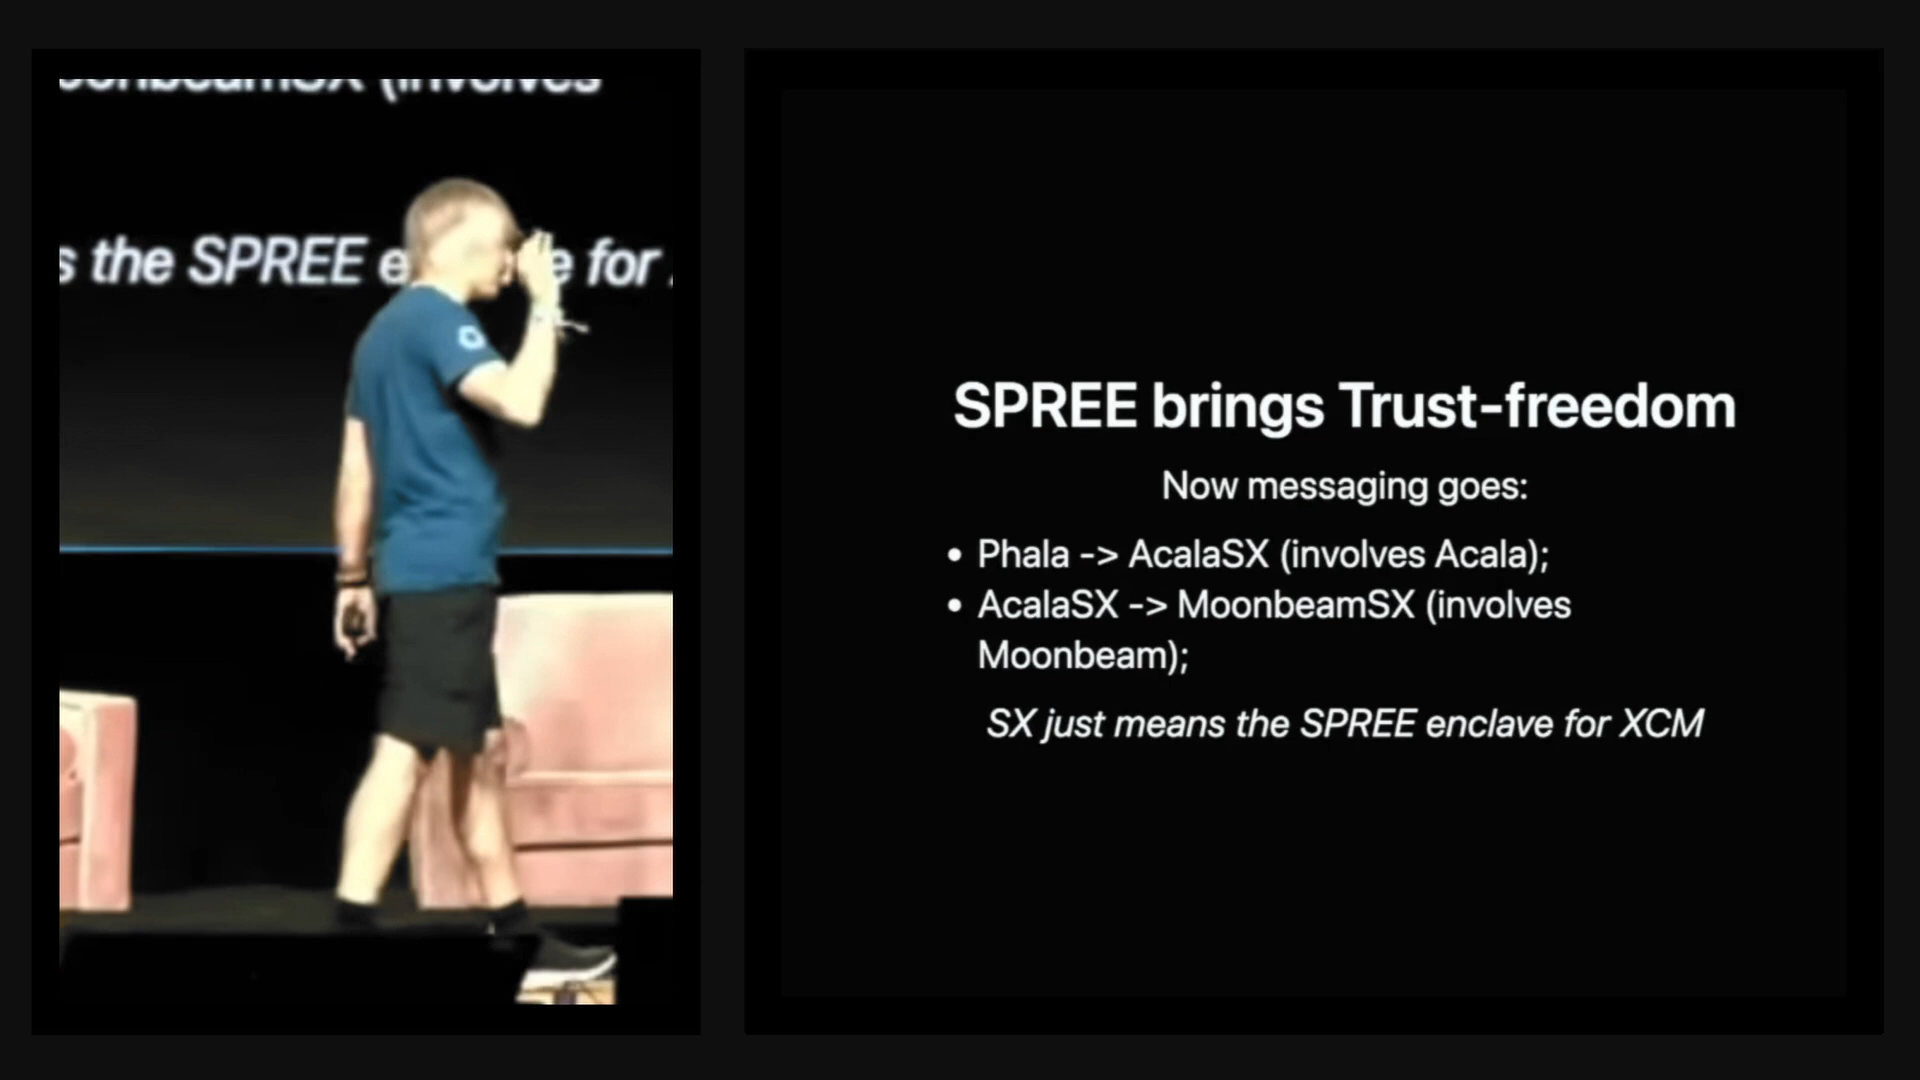 oonbeamSX (involves
s the SPREE e e for
SPREE brings Trust-freedom
Now messaging goes:
• Phala -> AcalaSX (involves Acala);
• AcalaSX -> MoonbeamSX (involves
Moonbeam);
SX just means the SPREE enclave for XCM